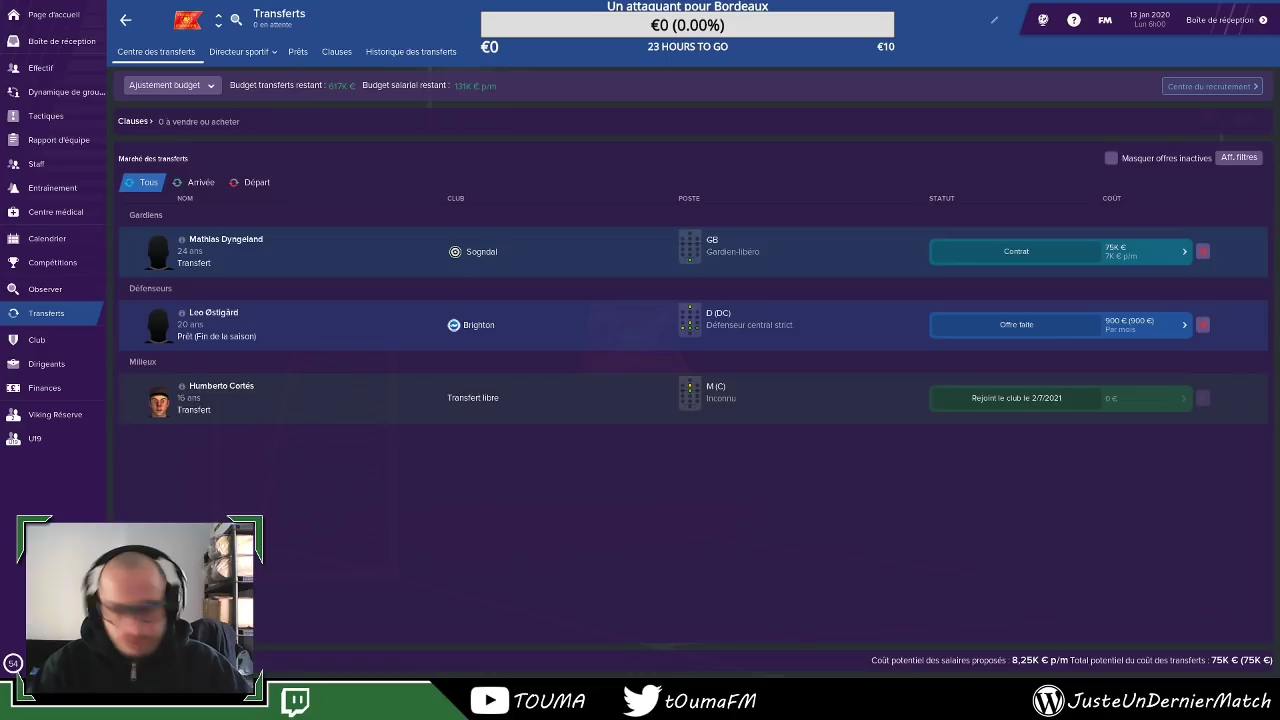 Page d'accueil
Boîte de réception
Effectif
Dynamique de grou...
Tactiques
Rapport d'équipe
Staff
Entraînement
Centre médical
Calendrier
Compétitions
Observer
Transferts
Club
Dirigeants
Finances
Viking Réserve
U19
54
Transferts
0 en attente
Un attaquant pour Bordeaux
€0 (0.00%)
€0
23 HOURS TO GO
€10
FM
13 jan 2020
Lun 6h00
Boîte de réception
Centre des transferts
Directeur sportif
Prêts
Clauses
Historique des transferts
Ajustement budget
Budget transferts restant : 617K €
Budget salarial restant : 131K € p/m
Centre du recrutement
Clauses
0 à vendre ou acheter
Marché des transferts
Masquer offres inactives
Aff. filtres
Tous
Arrivée
Départ
NOM
CLUB
POSTE
STATUT
COÛT
Gardiens
Mathias Dyngeland
24 ans
Transfert
Sogndal
GB
Gardien-libéro
Contrat
75K €
7K € p/m
Défenseurs
Leo Østigård
20 ans
Prêt (Fin de la saison)
Brighton
D (DC)
Défenseur central strict
Offre faite
900 € (900 €)
Par mois
Milieux
Humberto Cortés
16 ans
Transfert
Transfert libre
M (C)
Inconnu
Rejoint le club le 2/7/2021
0 €
Coût potentiel des salaires proposés : 8,25K € p/m Total potentiel du coût des transferts : 75K € (75K €)
TOUMA
tOumaFM
JusteUnDernierMatch